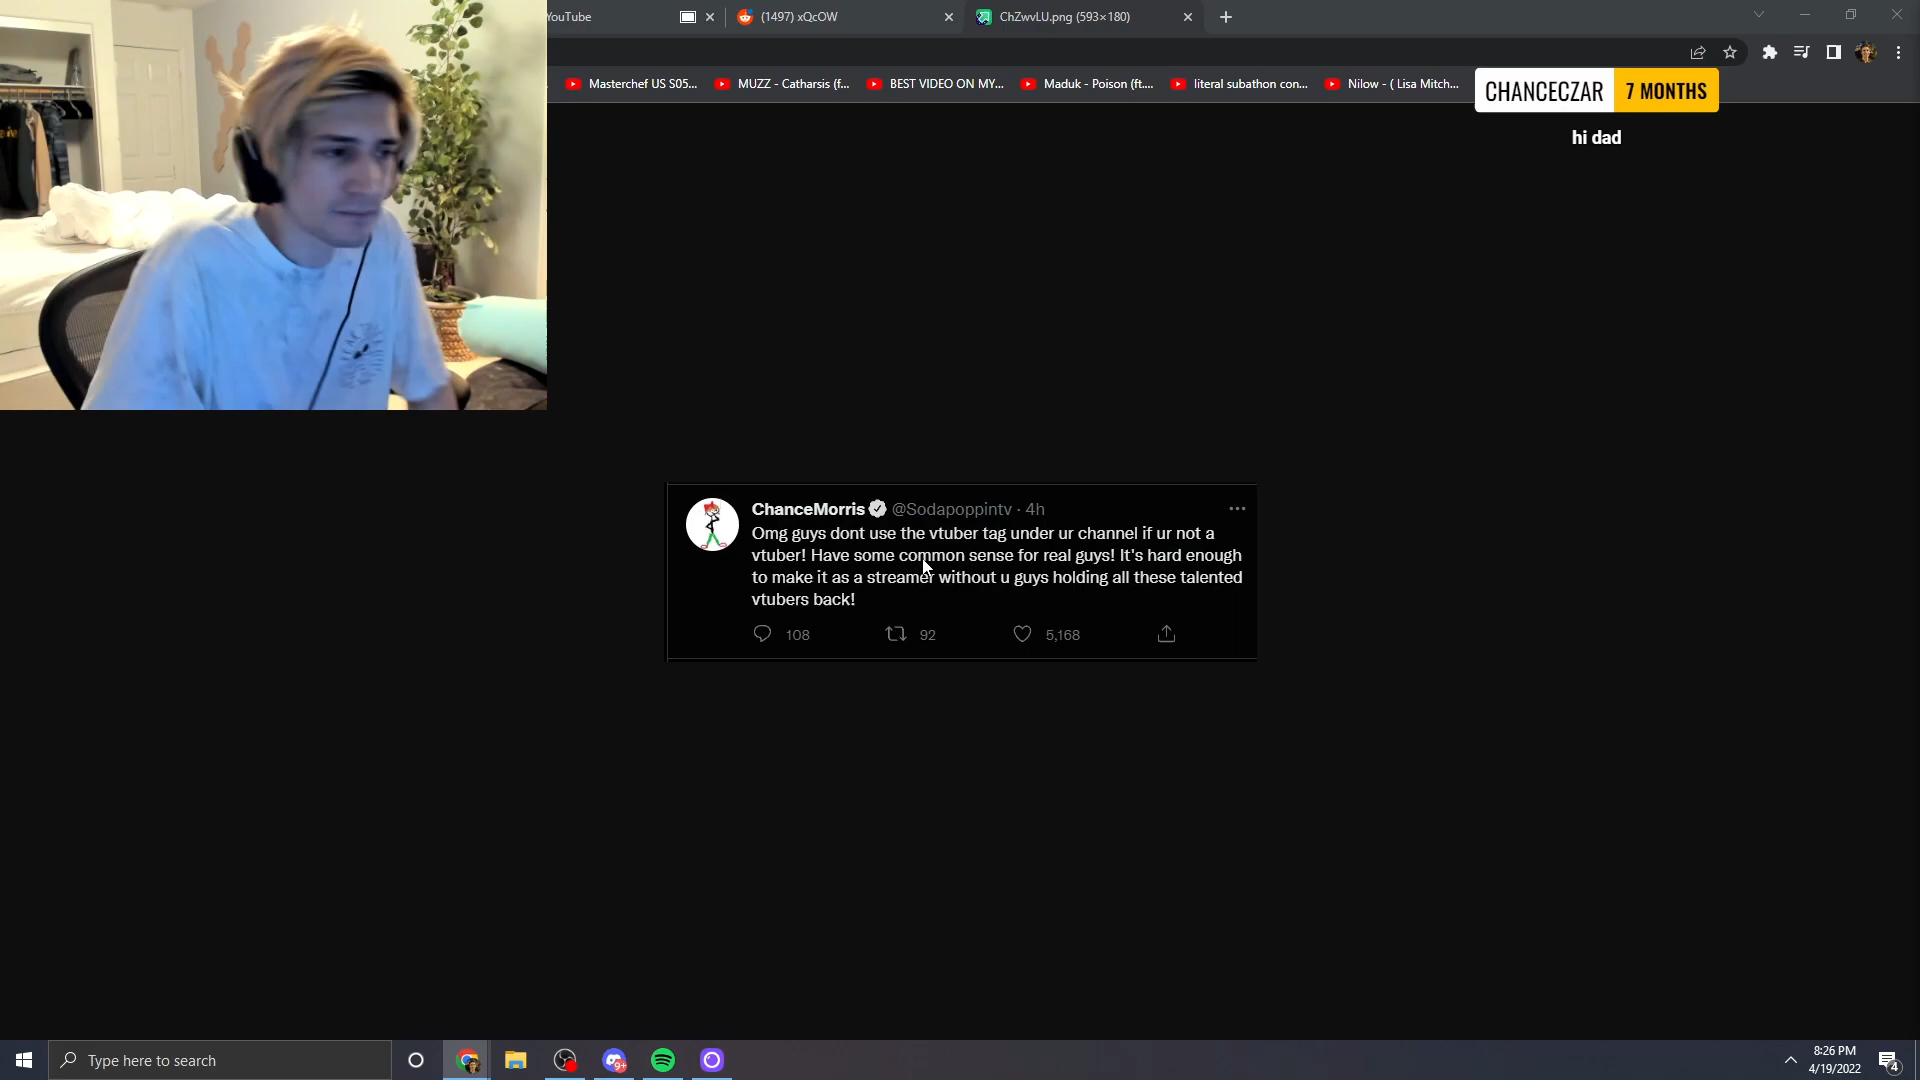 YouTube
(1497) xQcOW
ChZwvLU.png (593×180)
Masterchef US S05...
MUZZ - Catharsis (f...
BEST VIDEO ON MY...
Maduk - Poison (ft....
literal subathon con...
Nilow - ( Lisa Mitch...
CHANCECZAR 7 MONTHS
hi dad
ChanceMorris @Sodapoppintv · 4h
Omg guys dont use the vtuber tag under ur channel if ur not a
vtuber! Have some common sense for real guys! It's hard enough
to make it as a streamer without u guys holding all these talented
vtubers back!
108 92 5,168
Type here to search
9+
8:26 PM
4/19/2022
4